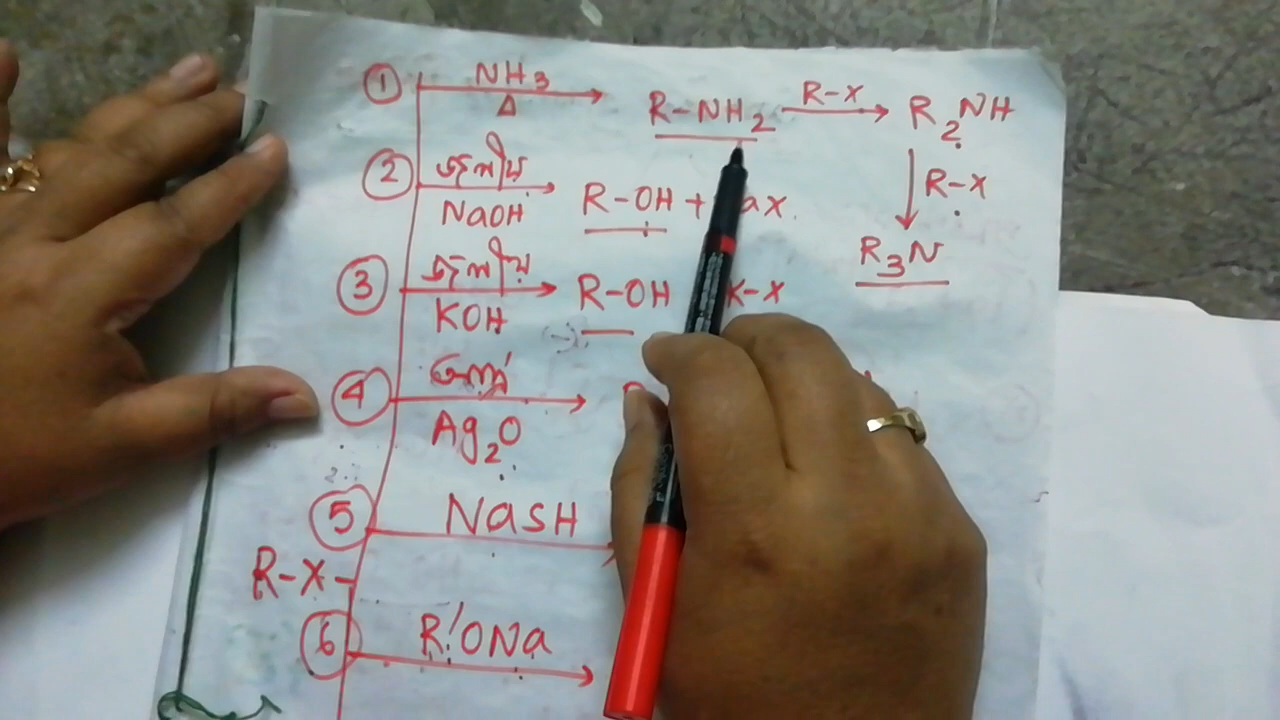 ① NH₃
Δ
R-NH₂ R-X R₂NH
②
NaOH
R-OH +
R-X
③
KOH
R-OH K-X
R₃N
④
Ag₂O
⑤ NaSH
R-X
⑥ R'ONa